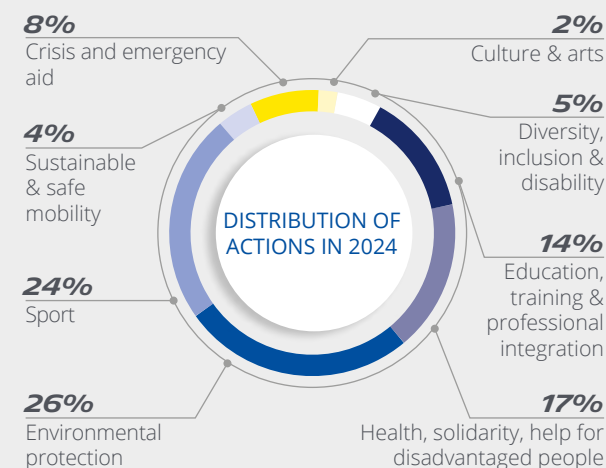 8%
Crisis and emergency
aid
4%
Sustainable
& safe
mobility
24%
Sport
26%
Environmental
protection
DISTRIBUTION OF
ACTIONS IN 2024
2%
Culture & arts
5%
Diversity,
inclusion &
disability
14%
Education,
training &
professional
integration
17%
Health, solidarity, help for
disadvantaged people